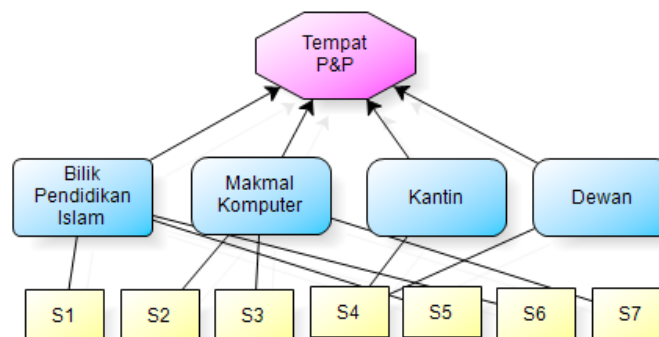 Tempat
P&P
Bilik
Pendidikan
Islam
Makmal
Komputer
Kantin
Dewan
S1
S2
S3
S4
S5
S6
S7